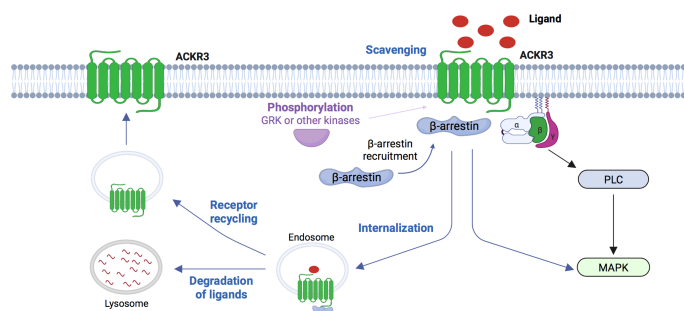 Ligand
Scavenging
ACKR3
ACKR3
Phosphorylation
GRK or other kinases
β-arrestin
α
β
γ
β-arrestin
recruitment
β-arrestin
PLC
Receptor
recycling
Internalization
Endosome
MAPK
Degradation
of ligands
Lysosome